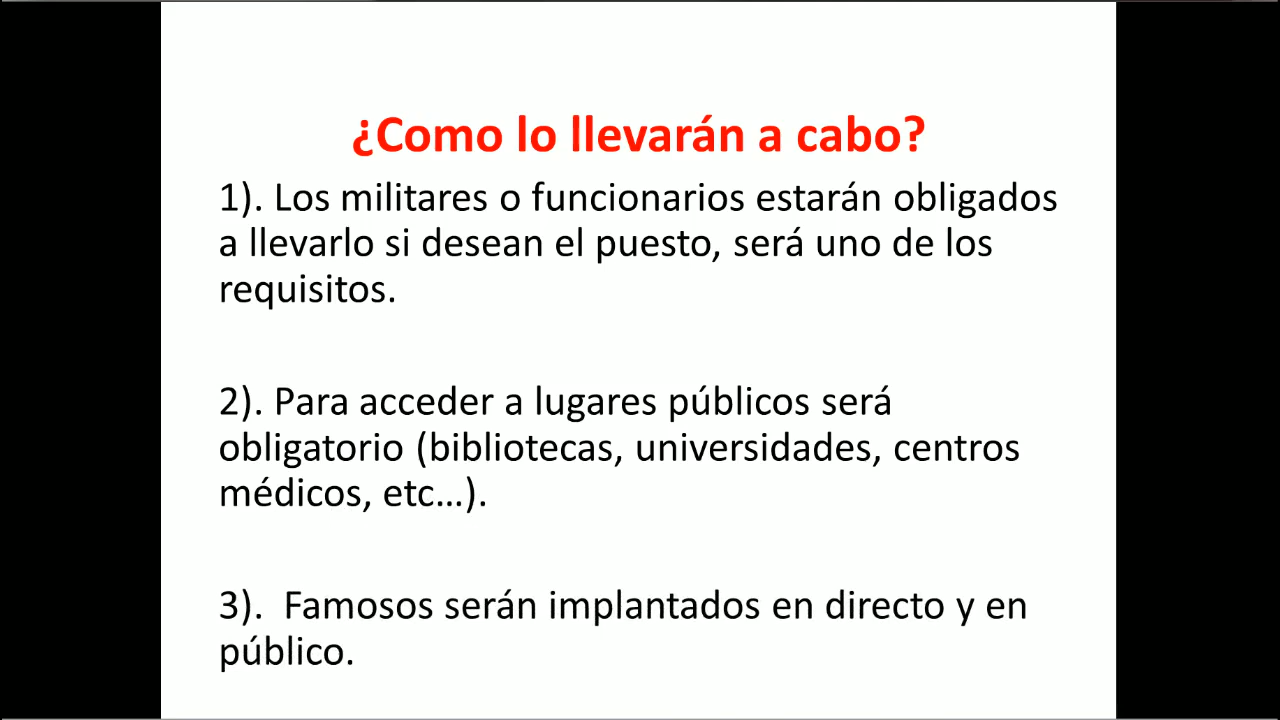 ¿Como lo llevarán a cabo?
1). Los militares o funcionarios estarán obligados
a llevarlo si desean el puesto, será uno de los
requisitos.
2). Para acceder a lugares públicos será
obligatorio (bibliotecas, universidades, centros
médicos, etc…).
3).  Famosos serán implantados en directo y en
público.